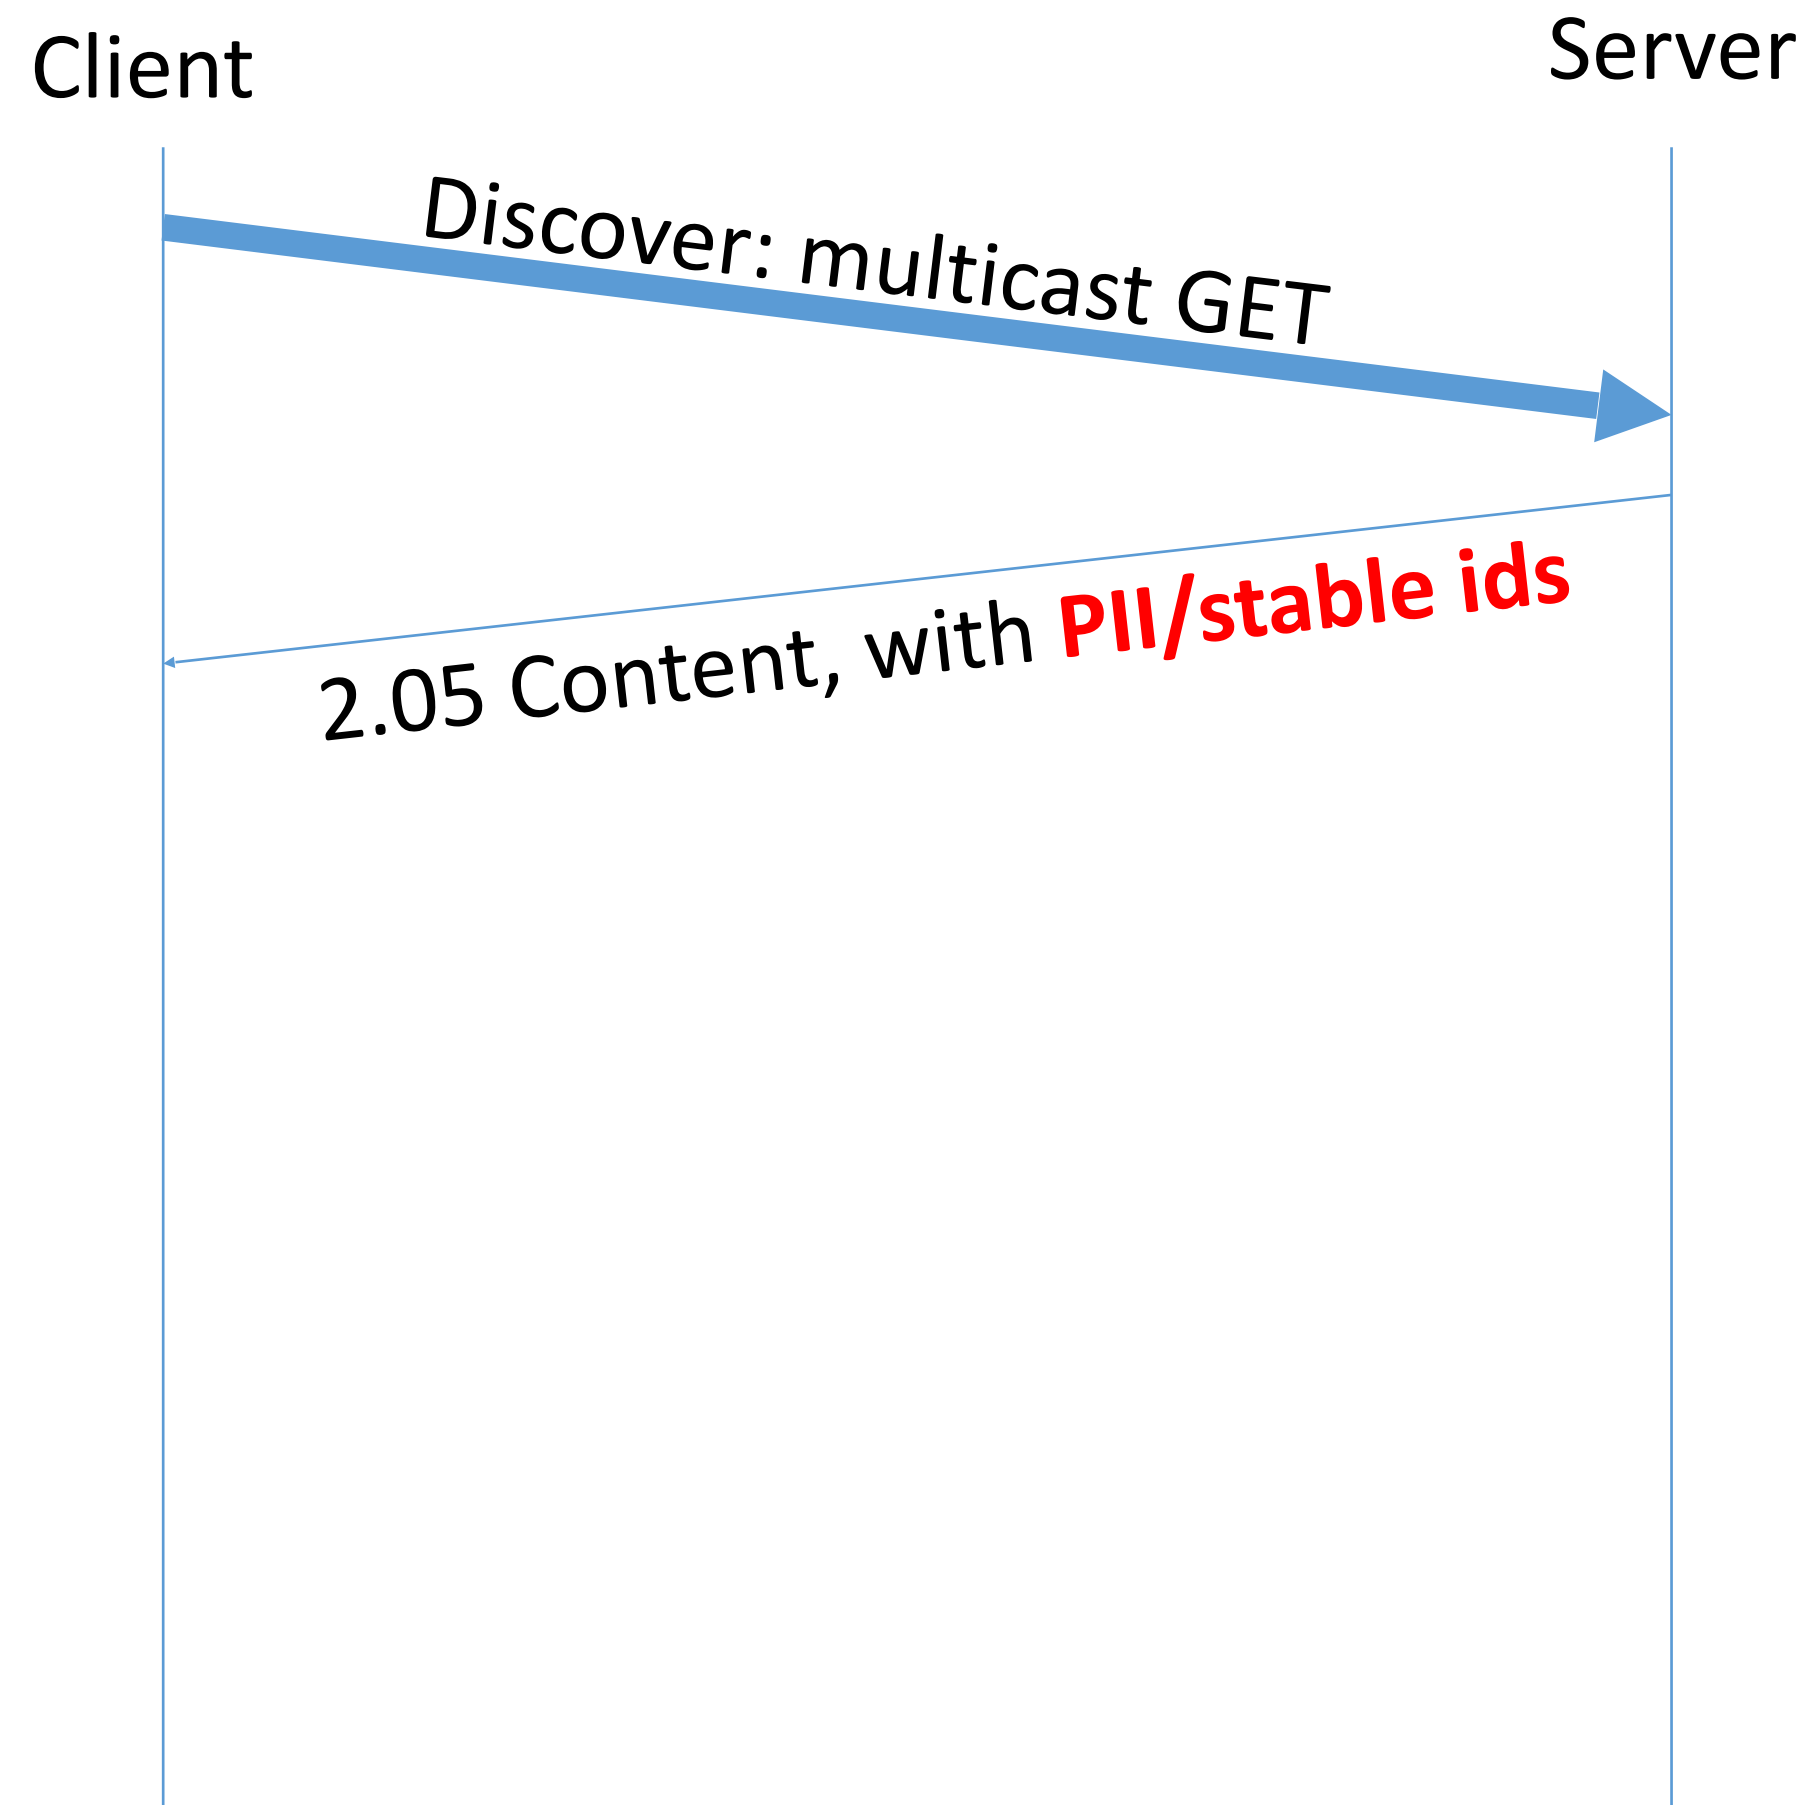 Client
Server
Discover: multicast GET
2.05 Content, with PII/stable ids